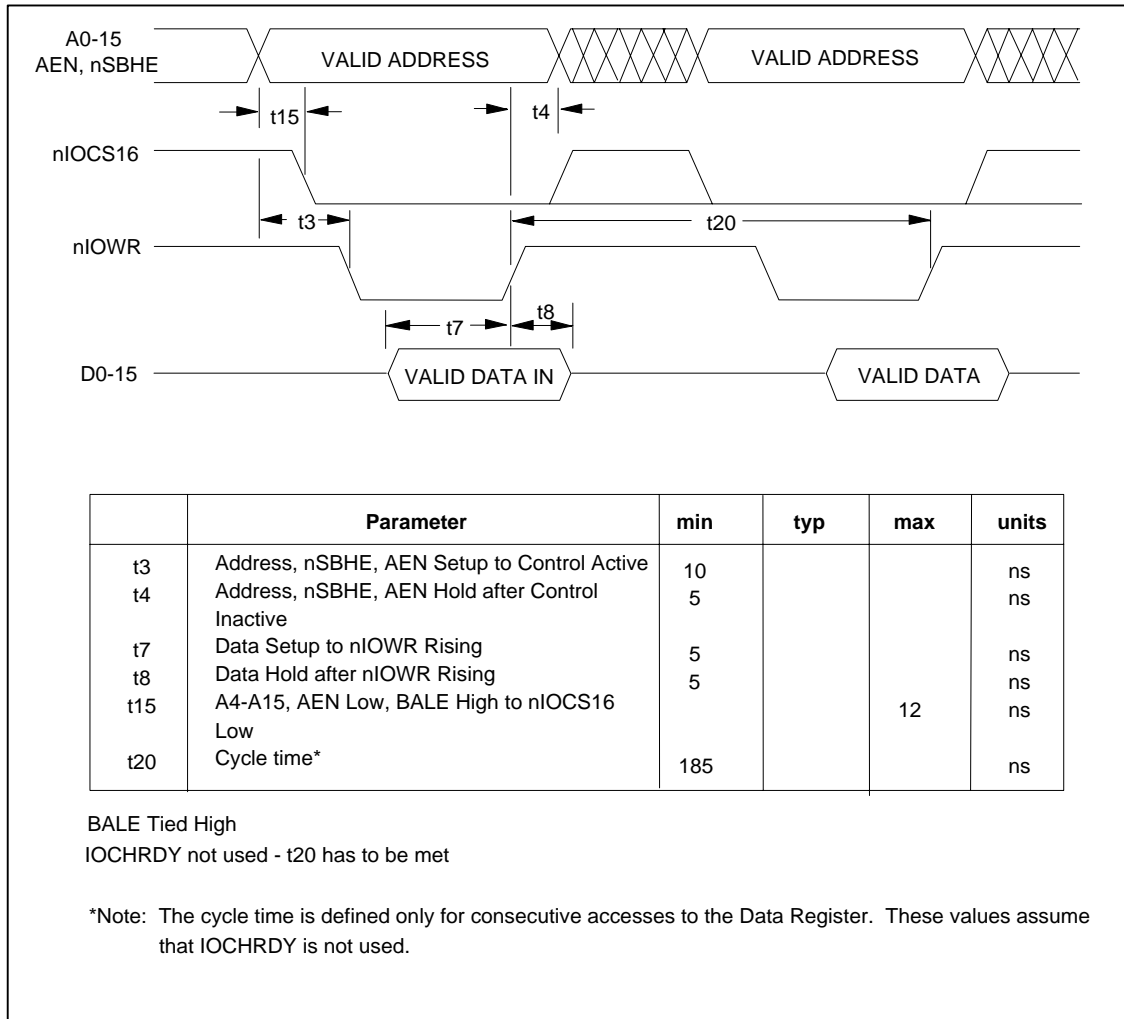 A0-15
AEN, nSBHE
VALID ADDRESS
VALID ADDRESS
t15
t4
nIOCS16
t3
t20
nIOWR
t7
t8
D0-15
VALID DATA IN
VALID DATA
Parameter min typ max units
t3 Address, nSBHE, AEN Setup to Control Active 10 ns
t4 Address, nSBHE, AEN Hold after Control 5 ns
Inactive
t7 Data Setup to nIOWR Rising 5 ns
t8 Data Hold after nIOWR Rising 5 ns
t15 A4-A15, AEN Low, BALE High to nIOCS16 12 ns
Low
t20 Cycle time* 185 ns
BALE Tied High
IOCHRDY not used - t20 has to be met
*Note: The cycle time is defined only for consecutive accesses to the Data Register. These values assume
that IOCHRDY is not used.